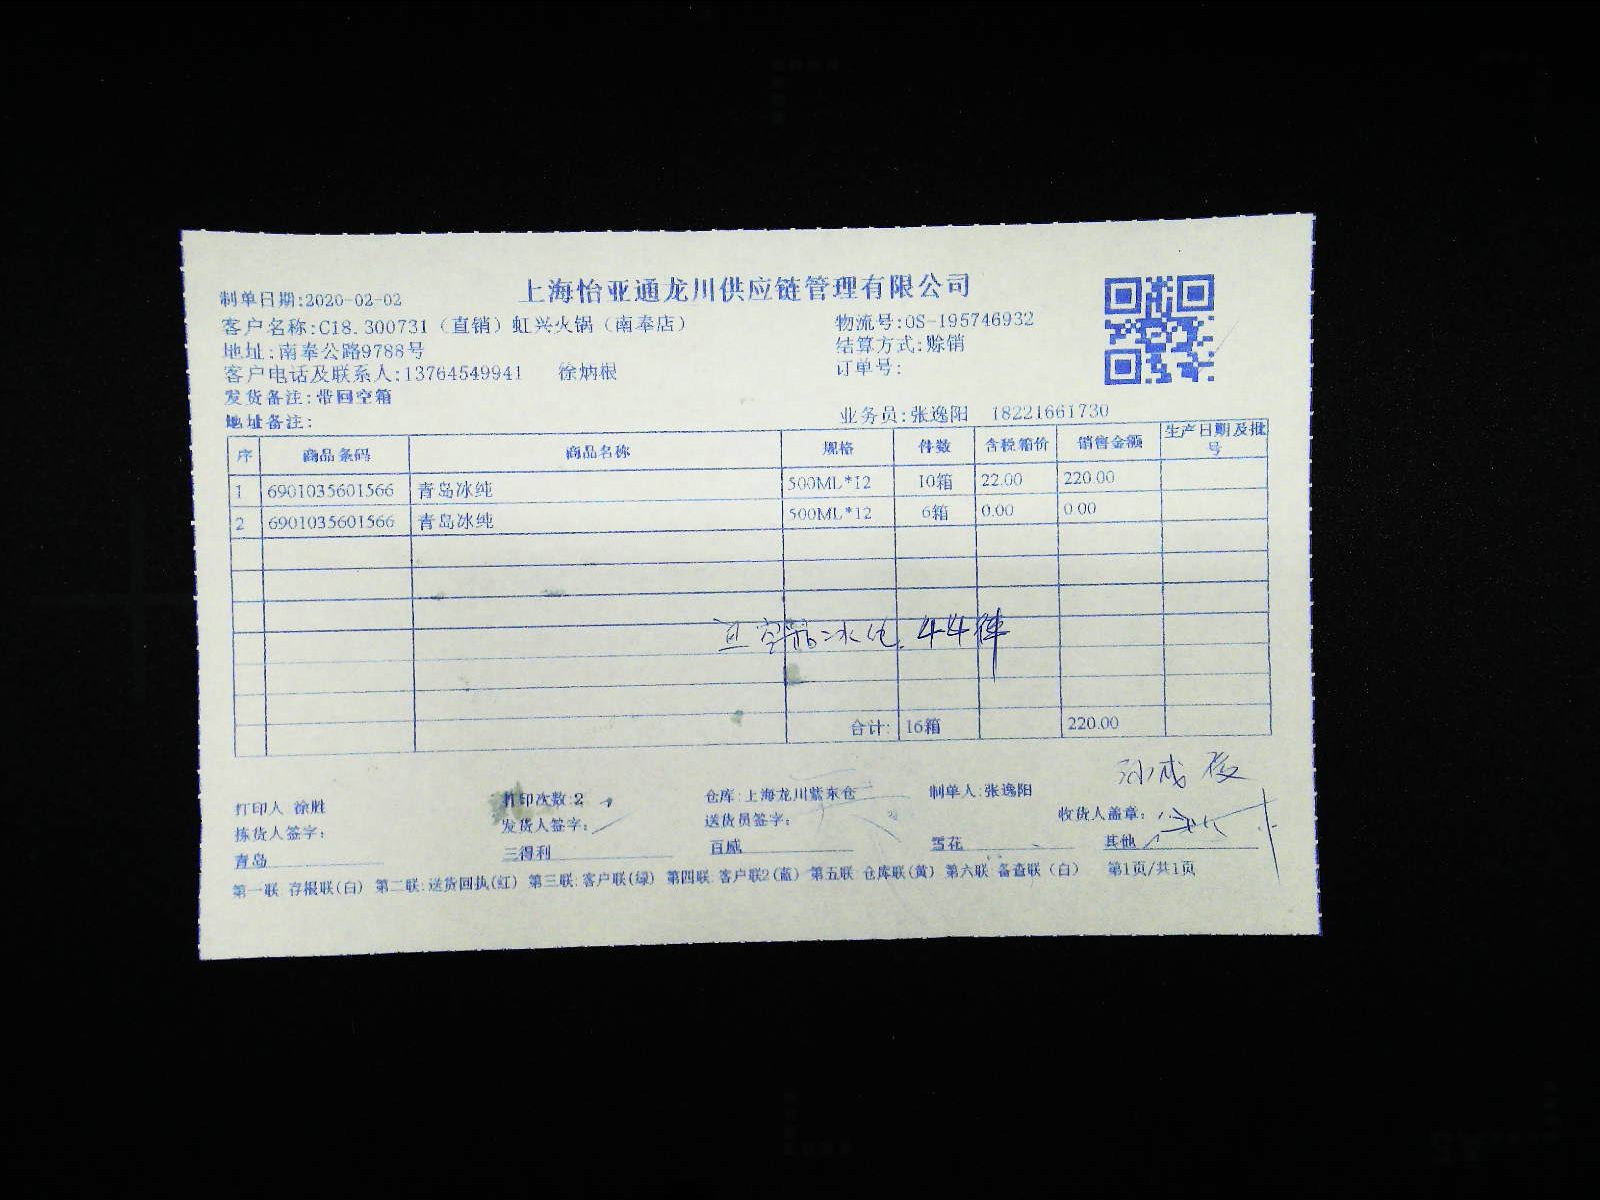 上海怡亚通龙川供应链管理有限公司
制单日期:2020-02-02
客户名称:C18.300731（直销）虹兴火锅（南奉店） 物流号:OS-195746932
地址:南奉公路9788号 结算方式:赊销
客户电话及联系人:13764549941 徐炳根 订单号:
发货备注:带回空箱
地址备注: 业务员:张逸阳 18221661730
序 商品条码 商品名称 规格 件数 含税箱价 销售金额 生产日期及批号
1 6901035601566 青岛冰纯 500ML*12 10箱 22.00 220.00
2 6901035601566 青岛冰纯 500ML*12 6箱 0.00 0.00
空瓶冰纯 44件
合计: 16箱 220.00
打印人 徐胜 打印次数:2 仓库:上海龙川紫东仓 制单人:张逸阳
拣货人签字: 发货人签字: 送货员签字: 收货人盖章:
青岛 三得利 百威 雪花 其他
第一联 存根联(白) 第二联:送货回执(红) 第三联:客户联(绿) 第四联 客户联2(蓝) 第五联 仓库联(黄) 第六联 备查联（白） 第1页/共1页